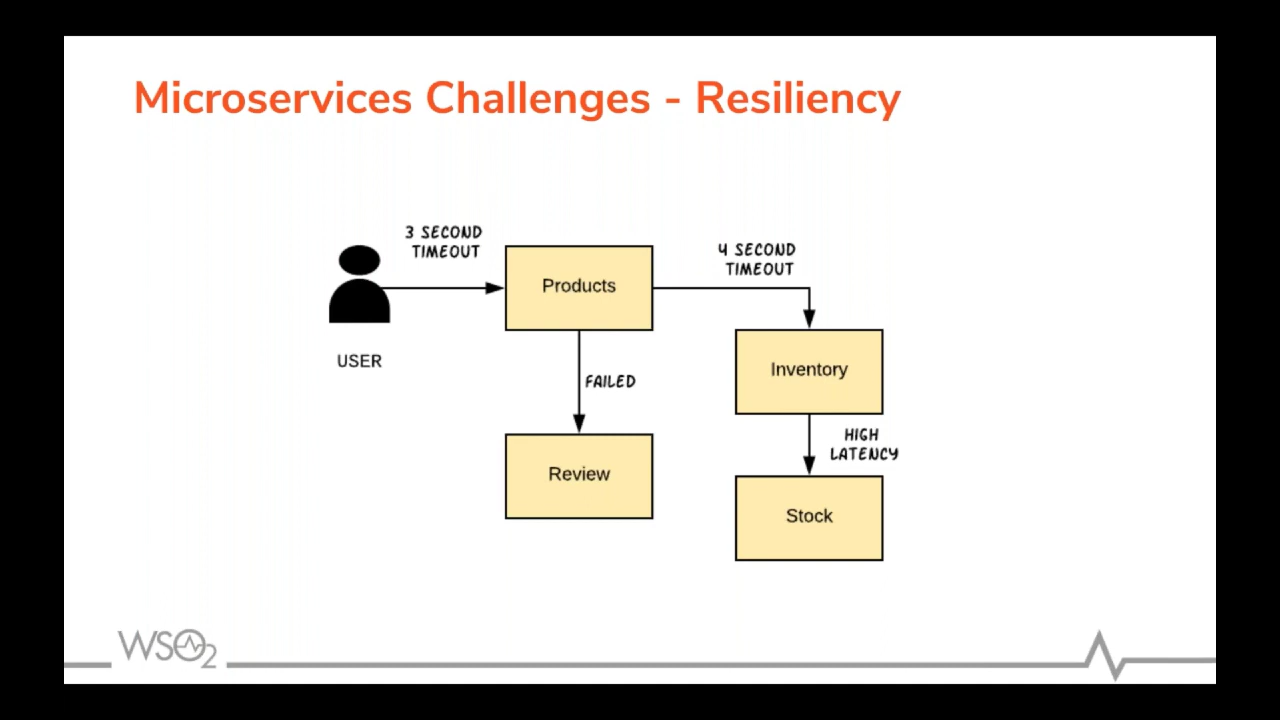 Microservices Challenges - Resiliency
3 SECOND
TIMEOUT
4 SECOND
TIMEOUT
Products
USER
Inventory
FAILED
HIGH
LATENCY
Review
Stock
WSO2